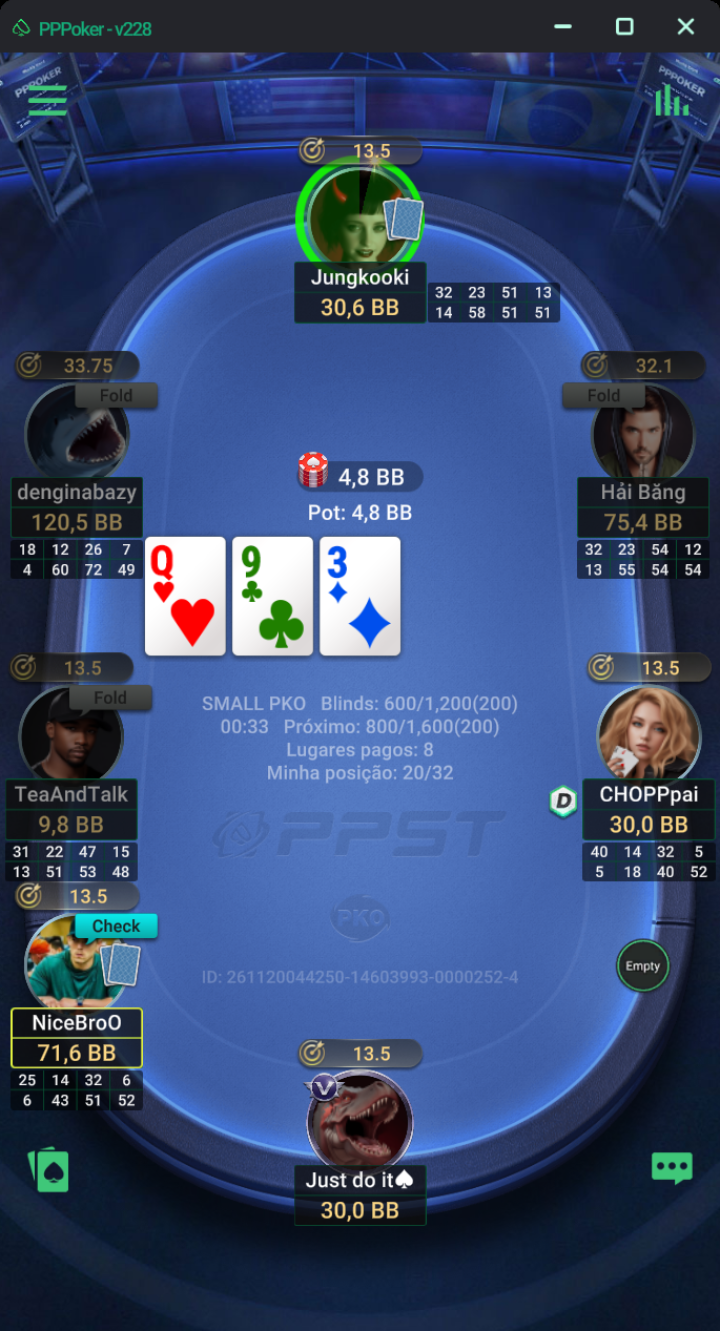 PPPoker - v228
PPPOKER
PPPOKER
13.5
Jungkooki
30,6 BB
32 23 51 13
14 58 51 51
33.75
Fold
denginabazy
120,5 BB
18 12 26 7
4 60 72 49
32.1
Fold
Hải Băng
75,4 BB
32 23 54 12
13 55 54 54
4,8 BB
Pot: 4,8 BB
Q 9 3
13.5
Fold
TeaAndTalk
9,8 BB
31 22 47 15
13 51 53 48
SMALL PKO Blinds: 600/1,200(200)
00:33 Próximo: 800/1,600(200)
Lugares pagos: 8
Minha posição: 20/32
13.5
D
CHOPPpai
30,0 BB
40 14 32 5
5 18 40 52
PPST
PKO
13.5
Check
NiceBroO
71,6 BB
25 14 32 6
6 43 51 52
Empty
ID: 261120044250-14603993-0000252-4
13.5
V
Just do it♠
30,0 BB